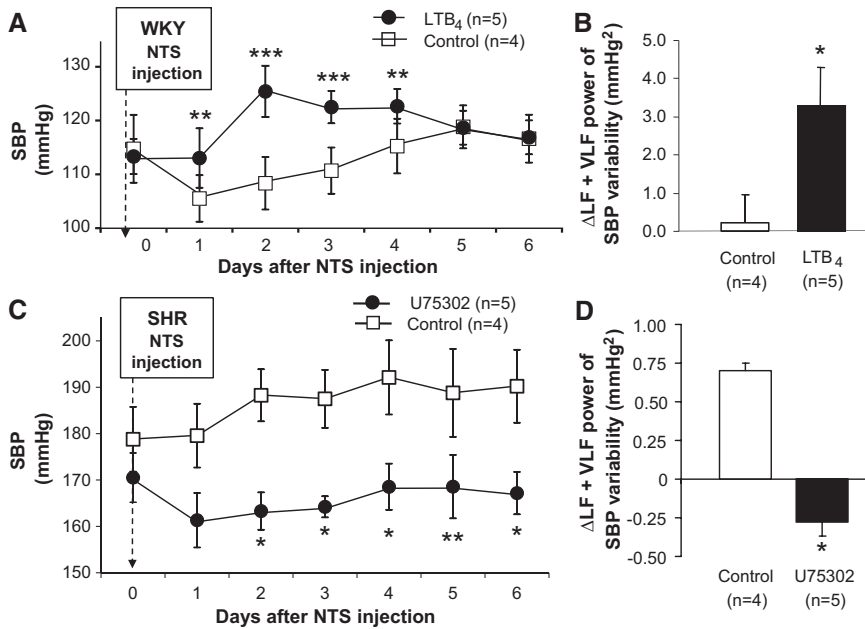 A
WKY
NTS
injection
LTB4 (n=5)
Control (n=4)
SBP
(mmHg)
130
120
110
100
** *** *** **
0 1 2 3 4 5 6
Days after NTS injection
B
ΔLF + VLF power of
SBP variability (mmHg²)
5.0
4.0
3.0
2.0
1.0
0.0
*
Control LTB4
(n=4) (n=5)
C
SHR
NTS
injection
U75302 (n=5)
Control (n=4)
SBP
(mmHg)
200
190
180
170
160
150
* * * ** *
0 1 2 3 4 5 6
Days after NTS injection
D
ΔLF + VLF power of
SBP variability (mmHg²)
1.00
0.75
0.50
0.25
0
-0.25
-0.50
*
Control U75302
(n=4) (n=5)